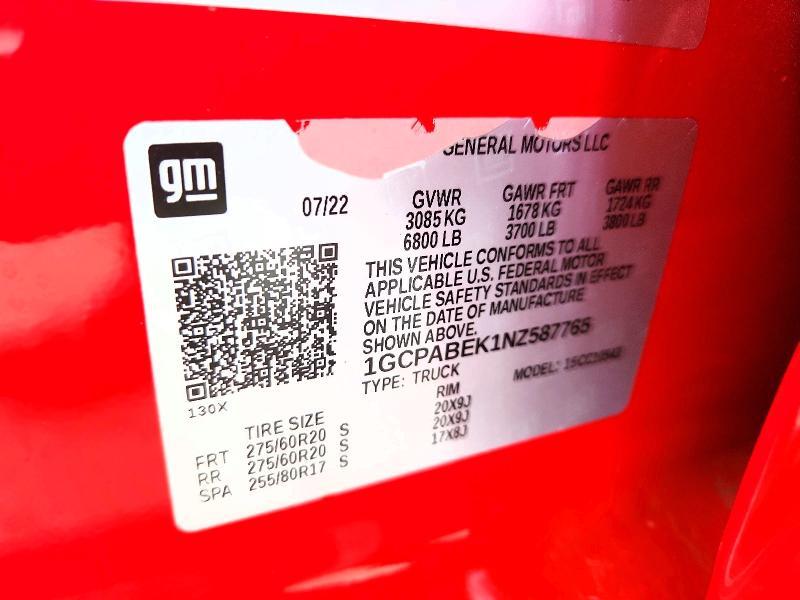 gm
GENERAL MOTORS LLC
07/22
GVWR GAWR FRT GAWR RR
3085 KG 1678 KG 1724 KG
6800 LB 3700 LB 3800 LB
THIS VEHICLE CONFORMS TO ALL
APPLICABLE U.S. FEDERAL MOTOR
VEHICLE SAFETY STANDARDS IN EFFECT
ON THE DATE OF MANUFACTURE
SHOWN ABOVE.
1GCPABEK1NZ587765
TYPE: TRUCK MODEL:
130X
TIRE SIZE RIM
FRT 275/60R20 S 20X9J
RR 275/60R20 S 20X9J
SPA 255/80R17 S 17X8J